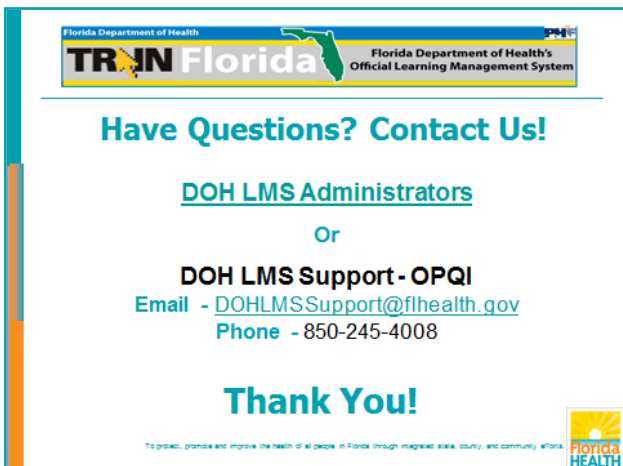 Florida Department of Health
PHF
TRAIN Florida
Florida Department of Health's
Official Learning Management System
Have Questions? Contact Us!
DOH LMS Administrators
Or
DOH LMS Support - OPQI
Email - DOHLMSSupport@flhealth.gov
Phone - 850-245-4008
Thank You!
To protect, promote and improve the health of all people in Florida through integrated state, county, and community efforts.
Florida
HEALTH